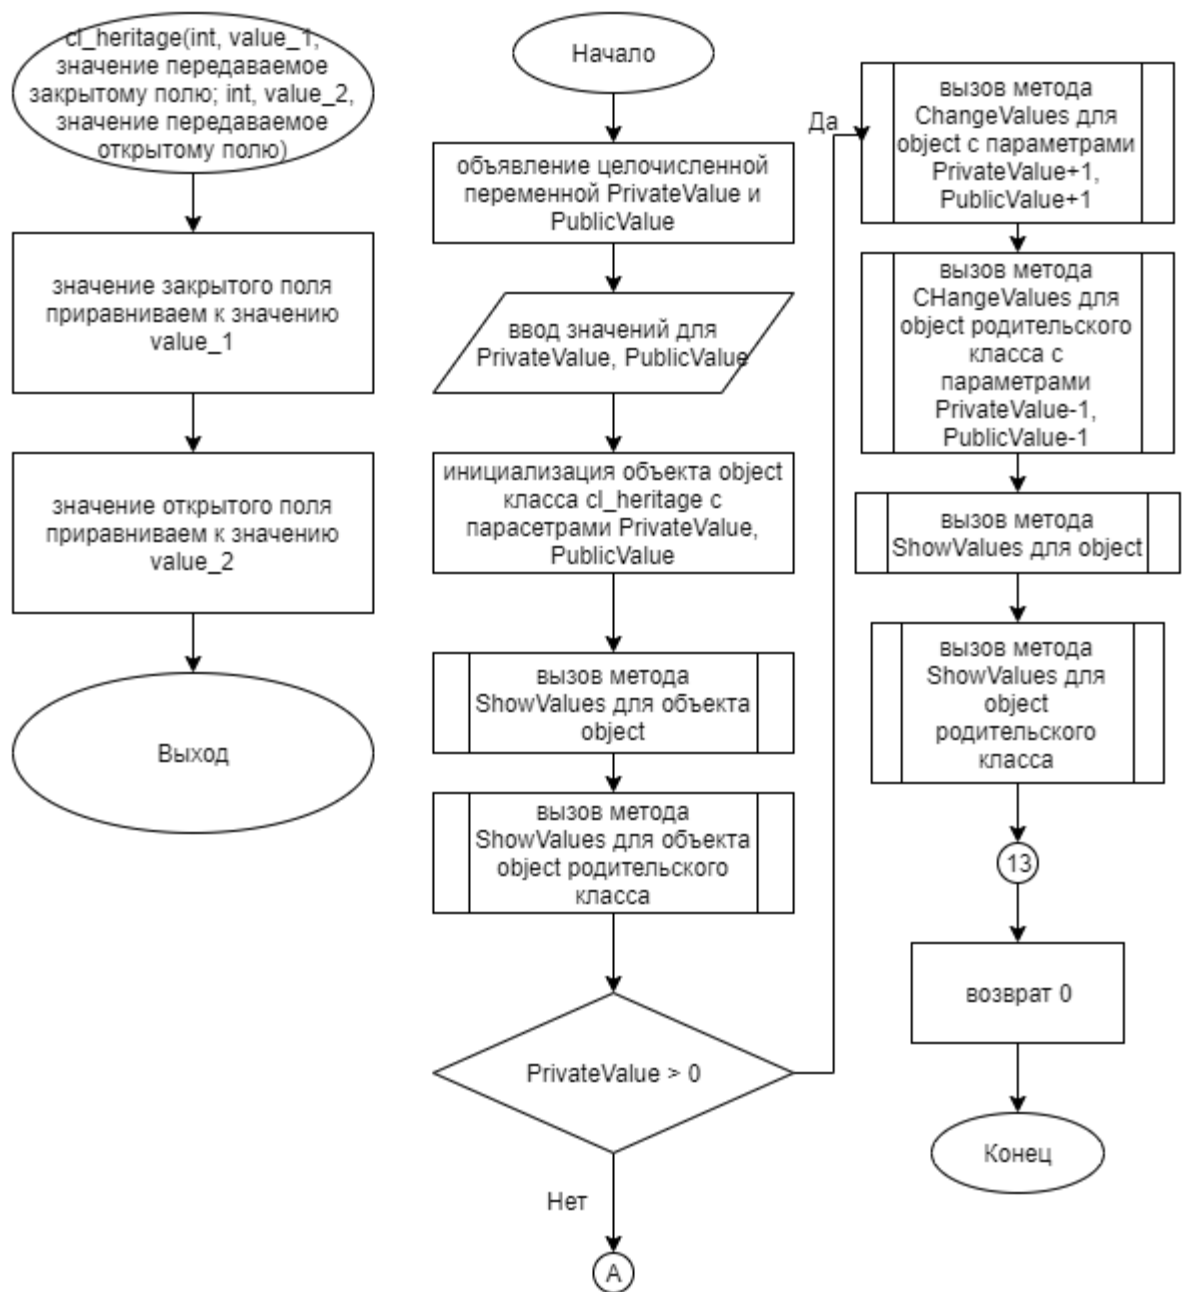 cl_heritage(int, value_1,
значение передаваемое
закрытому полю; int, value_2,
значение передаваемое
открытому полю)
значение закрытого поля
приравниваем к значению
value_1
значение открытого поля
приравниваем к значению
value_2
Выход
Начало
объявление целочисленной
переменной PrivateValue и
PublicValue
ввод значений для
PrivateValue, PublicValue
инициализация объекта object
класса cl_heritage с
парасетрами PrivateValue,
PublicValue
вызов метода
ShowValues для объекта
object
вызов метода
ShowValues для объекта
object родительского
класса
PrivateValue > 0
Да
Нет
A
вызов метода
ChangeValues для
object с параметрами
PrivateValue+1,
PublicValue+1
вызов метода
CHangeValues для
object родительского
класса с
параметрами
PrivateValue-1,
PublicValue-1
вызов метода
ShowValues для object
вызов метода
ShowValues для
object
родительского
класса
13
возврат 0
Конец